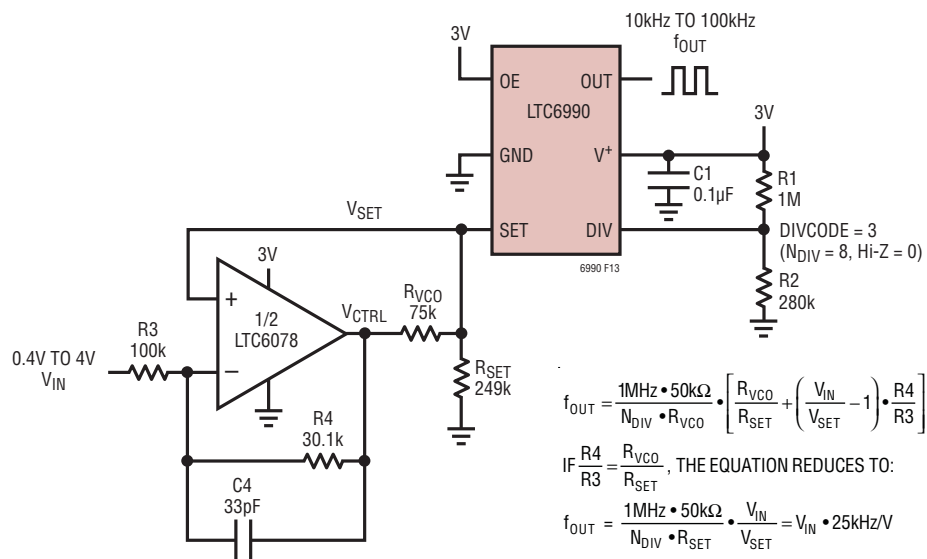 10kHz TO 100kHz
fOUT
3V
OE
OUT
LTC6990
3V
GND
V+
C1
0.1µF
R1
1M
VSET
SET
DIV
DIVCODE = 3
(NDIV = 8, Hi-Z = 0)
6990 F13
3V
+
1/2
LTC6078
–
VCTRL
RVCO
75k
R2
280k
R3
100k
0.4V TO 4V
VIN
RSET
249k
R4
30.1k
C4
33pF
fOUT = 1MHz • 50kΩ / NDIV • RVCO • [RVCO / RSET + (VIN / VSET – 1) • R4 / R3]
IF R4 / R3 = RVCO / RSET , THE EQUATION REDUCES TO:
fOUT = 1MHz • 50kΩ / NDIV • RSET • VIN / VSET = VIN • 25kHz/V